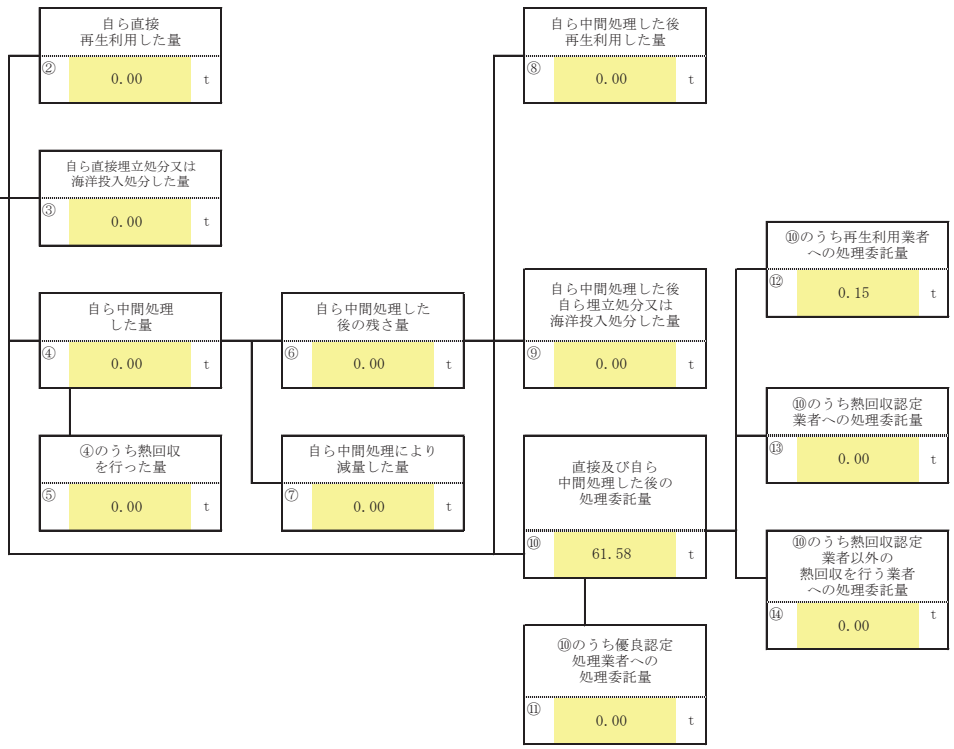 自ら直接
再生利用した量
②
0.00
t
自ら中間処理した後
再生利用した量
⑧
0.00
t
自ら直接埋立処分又は
海洋投入処分した量
③
0.00
t
⑩のうち再生利用業者
への処理委託量
⑫
0.15
t
自ら中間処理
した量
④
0.00
t
自ら中間処理した
後の残さ量
⑥
0.00
t
自ら中間処理した後
自ら埋立処分又は
海洋投入処分した量
⑨
0.00
t
⑩のうち熱回収認定
業者への処理委託量
⑬
0.00
t
④のうち熱回収
を行った量
⑤
0.00
t
自ら中間処理により
減量した量
⑦
0.00
t
直接及び自ら
中間処理した後の
処理委託量
⑩
61.58
t
⑩のうち熱回収認定
業者以外の
熱回収を行う業者
への処理委託量
⑭
0.00
t
⑩のうち優良認定
処理業者への
処理委託量
⑪
0.00
t